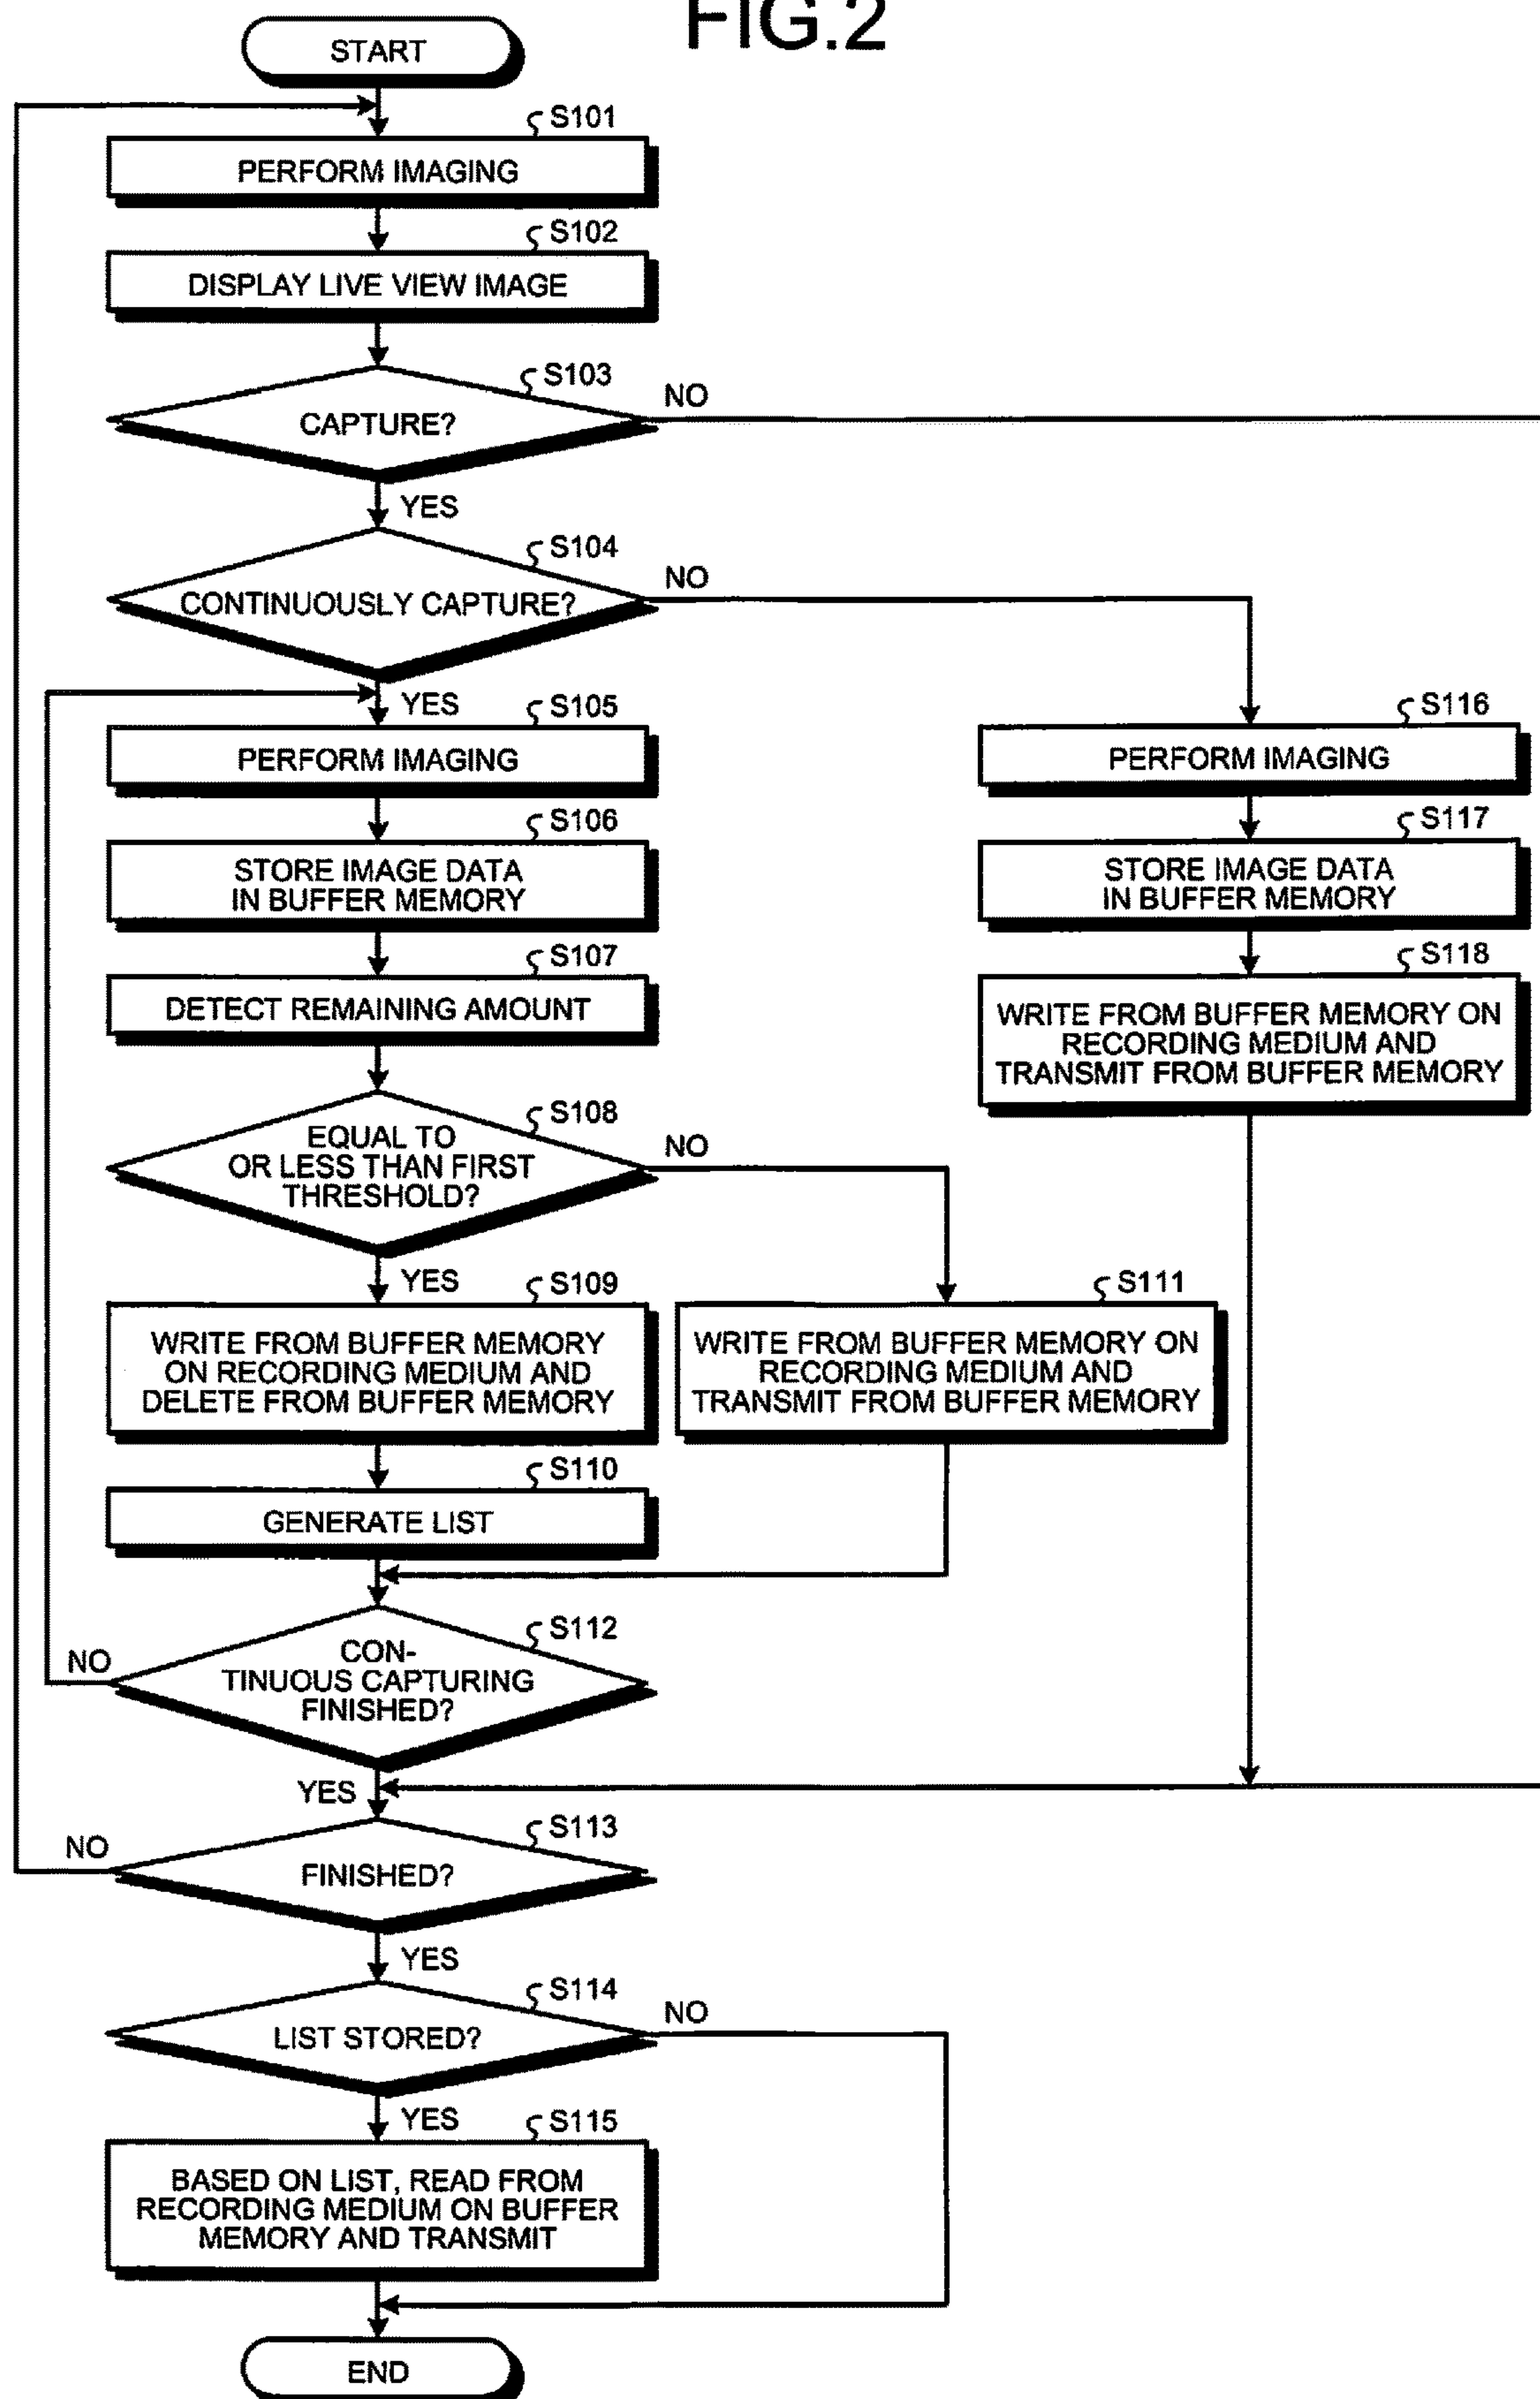 FIG.2
START
S101
PERFORM IMAGING
S102
DISPLAY LIVE VIEW IMAGE
S103
CAPTURE?
NO
YES
S104
CONTINUOUSLY CAPTURE?
NO
YES
S105
PERFORM IMAGING
S106
STORE IMAGE DATA
IN BUFFER MEMORY
S107
DETECT REMAINING AMOUNT
S108
EQUAL TO
OR LESS THAN FIRST
THRESHOLD?
NO
YES
S109
WRITE FROM BUFFER MEMORY
ON RECORDING MEDIUM AND
DELETE FROM BUFFER MEMORY
S110
GENERATE LIST
S111
WRITE FROM BUFFER MEMORY ON
RECORDING MEDIUM AND
TRANSMIT FROM BUFFER MEMORY
S116
PERFORM IMAGING
S117
STORE IMAGE DATA
IN BUFFER MEMORY
S118
WRITE FROM BUFFER MEMORY ON
RECORDING MEDIUM AND
TRANSMIT FROM BUFFER MEMORY
S112
CON-
TINUOUS CAPTURING
FINISHED?
NO
YES
S113
FINISHED?
NO
YES
S114
LIST STORED?
NO
YES
S115
BASED ON LIST, READ FROM
RECORDING MEDIUM ON BUFFER
MEMORY AND TRANSMIT
END